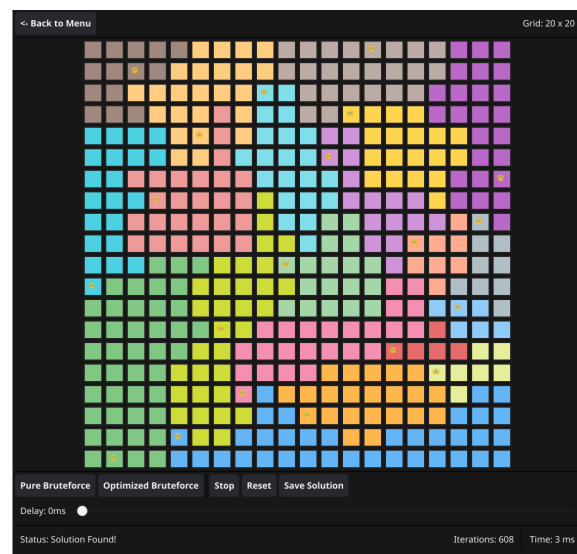 <- Back to Menu Grid: 20 x 20
Pure Bruteforce Optimized Bruteforce Stop Reset Save Solution
Delay: 0ms
Status: Solution Found! Iterations: 608 Time: 3 ms